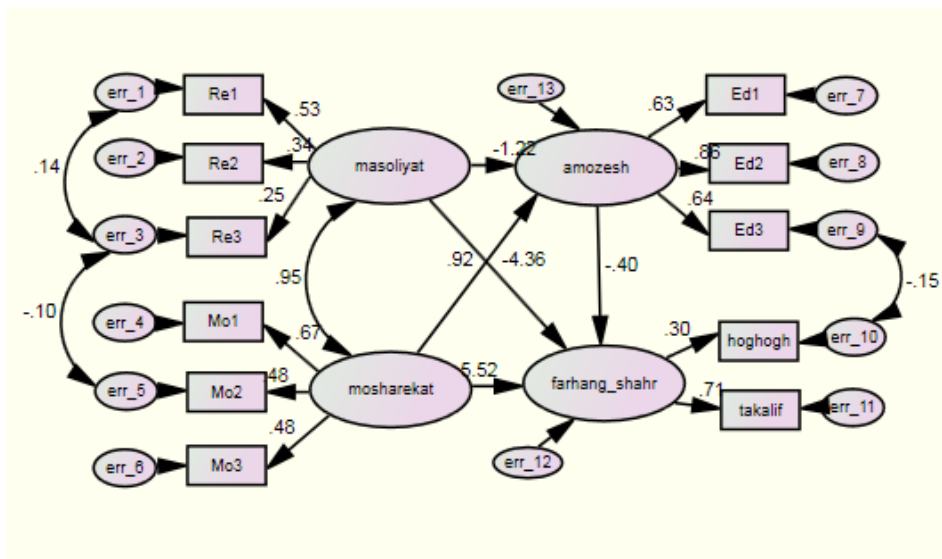 err_1
Re1
.53
.14
err_2
Re2
.34
masoliyat
.25
err_3
Re3
-.10
.95
err_4
Mo1
.67
err_5
Mo2
.48
mosharekat
.48
err_6
Mo3
err_13
-1.22
amozesh
.63
Ed1
err_7
.86
Ed2
err_8
.64
Ed3
err_9
.92
-4.36
-.40
-.15
5.52
farhang_shahr
.30
hoghogh
err_10
.71
takalif
err_11
err_12